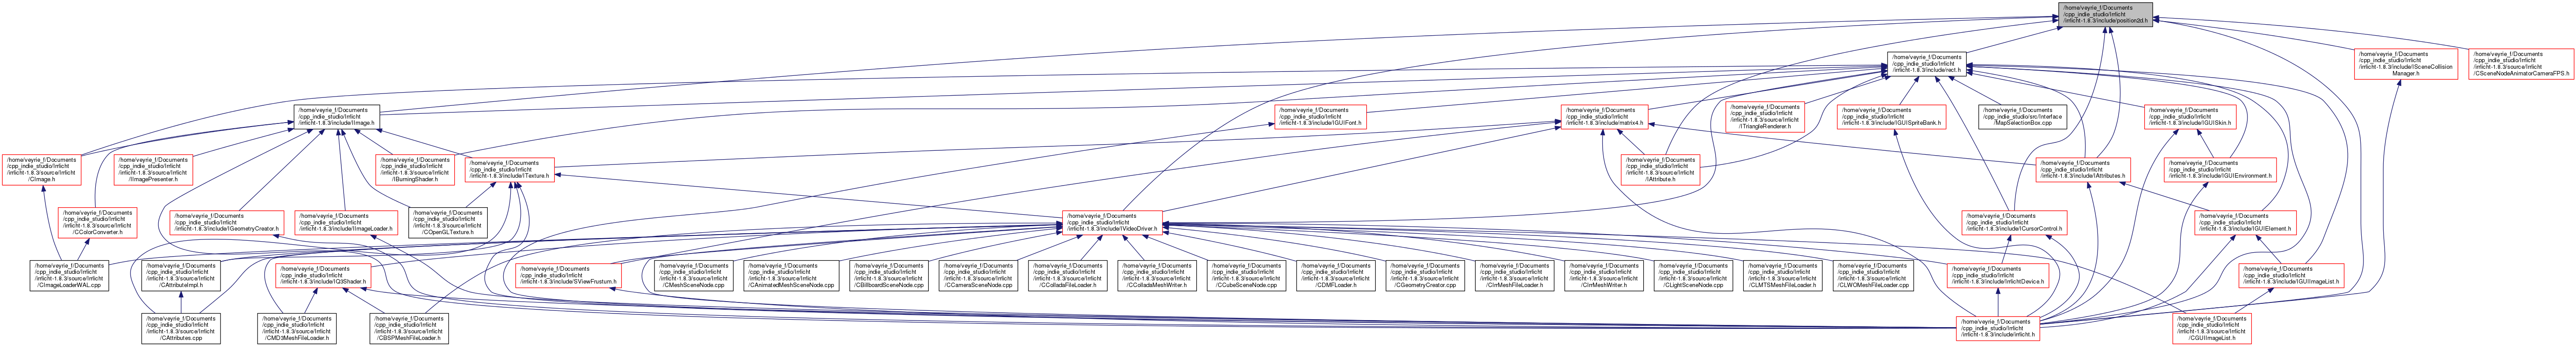 /home/veyrie_f/Documents
/cpp_indie_studio/Irrlicht
/irrlicht-1.8.3/include/position2d.h
/home/veyrie_f/Documents
/cpp_indie_studio/Irrlicht
/irrlicht-1.8.3/include/rect.h
/home/veyrie_f/Documents
/cpp_indie_studio/Irrlicht
/irrlicht-1.8.3/include/ISceneCollision
Manager.h
/home/veyrie_f/Documents
/cpp_indie_studio/Irrlicht
/irrlicht-1.8.3/source/Irrlicht
/CSceneNodeAnimatorCameraFPS.h
/home/veyrie_f/Documents
/cpp_indie_studio/Irrlicht
/irrlicht-1.8.3/include/IImage.h
/home/veyrie_f/Documents
/cpp_indie_studio/Irrlicht
/irrlicht-1.8.3/include/IGUIFont.h
/home/veyrie_f/Documents
/cpp_indie_studio/Irrlicht
/irrlicht-1.8.3/include/matrix4.h
/home/veyrie_f/Documents
/cpp_indie_studio/Irrlicht
/irrlicht-1.8.3/source/Irrlicht
/ITriangleRenderer.h
/home/veyrie_f/Documents
/cpp_indie_studio/Irrlicht
/irrlicht-1.8.3/include/IGUISpriteBank.h
/home/veyrie_f/Documents
/cpp_indie_studio/src/Interface
/MapSelectionBox.cpp
/home/veyrie_f/Documents
/cpp_indie_studio/Irrlicht
/irrlicht-1.8.3/include/IGUISkin.h
/home/veyrie_f/Documents
/cpp_indie_studio/Irrlicht
/irrlicht-1.8.3/source/Irrlicht
/CImage.h
/home/veyrie_f/Documents
/cpp_indie_studio/Irrlicht
/irrlicht-1.8.3/source/Irrlicht
/IImagePresenter.h
/home/veyrie_f/Documents
/cpp_indie_studio/Irrlicht
/irrlicht-1.8.3/source/Irrlicht
/IBurningShader.h
/home/veyrie_f/Documents
/cpp_indie_studio/Irrlicht
/irrlicht-1.8.3/include/ITexture.h
/home/veyrie_f/Documents
/cpp_indie_studio/Irrlicht
/irrlicht-1.8.3/source/Irrlicht
/IAttribute.h
/home/veyrie_f/Documents
/cpp_indie_studio/Irrlicht
/irrlicht-1.8.3/include/IAttributes.h
/home/veyrie_f/Documents
/cpp_indie_studio/Irrlicht
/irrlicht-1.8.3/include/IGUIEnvironment.h
/home/veyrie_f/Documents
/cpp_indie_studio/Irrlicht
/irrlicht-1.8.3/source/Irrlicht
/CColorConverter.h
/home/veyrie_f/Documents
/cpp_indie_studio/Irrlicht
/irrlicht-1.8.3/include/IGeometryCreator.h
/home/veyrie_f/Documents
/cpp_indie_studio/Irrlicht
/irrlicht-1.8.3/include/IImageLoader.h
/home/veyrie_f/Documents
/cpp_indie_studio/Irrlicht
/irrlicht-1.8.3/source/Irrlicht
/COpenGLTexture.h
/home/veyrie_f/Documents
/cpp_indie_studio/Irrlicht
/irrlicht-1.8.3/include/IVideoDriver.h
/home/veyrie_f/Documents
/cpp_indie_studio/Irrlicht
/irrlicht-1.8.3/include/ICursorControl.h
/home/veyrie_f/Documents
/cpp_indie_studio/Irrlicht
/irrlicht-1.8.3/include/IGUIElement.h
/home/veyrie_f/Documents
/cpp_indie_studio/Irrlicht
/irrlicht-1.8.3/source/Irrlicht
/CImageLoaderWAL.cpp
/home/veyrie_f/Documents
/cpp_indie_studio/Irrlicht
/irrlicht-1.8.3/source/Irrlicht
/CAttributeImpl.h
/home/veyrie_f/Documents
/cpp_indie_studio/Irrlicht
/irrlicht-1.8.3/include/IQ3Shader.h
/home/veyrie_f/Documents
/cpp_indie_studio/Irrlicht
/irrlicht-1.8.3/include/SViewFrustum.h
/home/veyrie_f/Documents
/cpp_indie_studio/Irrlicht
/irrlicht-1.8.3/source/Irrlicht
/CMeshSceneNode.cpp
/home/veyrie_f/Documents
/cpp_indie_studio/Irrlicht
/irrlicht-1.8.3/source/Irrlicht
/CAnimatedMeshSceneNode.cpp
/home/veyrie_f/Documents
/cpp_indie_studio/Irrlicht
/irrlicht-1.8.3/source/Irrlicht
/CBillboardSceneNode.cpp
/home/veyrie_f/Documents
/cpp_indie_studio/Irrlicht
/irrlicht-1.8.3/source/Irrlicht
/CCameraSceneNode.cpp
/home/veyrie_f/Documents
/cpp_indie_studio/Irrlicht
/irrlicht-1.8.3/source/Irrlicht
/CColladaFileLoader.h
/home/veyrie_f/Documents
/cpp_indie_studio/Irrlicht
/irrlicht-1.8.3/source/Irrlicht
/CColladaMeshWriter.h
/home/veyrie_f/Documents
/cpp_indie_studio/Irrlicht
/irrlicht-1.8.3/source/Irrlicht
/CCubeSceneNode.cpp
/home/veyrie_f/Documents
/cpp_indie_studio/Irrlicht
/irrlicht-1.8.3/source/Irrlicht
/CDMFLoader.h
/home/veyrie_f/Documents
/cpp_indie_studio/Irrlicht
/irrlicht-1.8.3/source/Irrlicht
/CGeometryCreator.cpp
/home/veyrie_f/Documents
/cpp_indie_studio/Irrlicht
/irrlicht-1.8.3/source/Irrlicht
/CIrrMeshFileLoader.h
/home/veyrie_f/Documents
/cpp_indie_studio/Irrlicht
/irrlicht-1.8.3/source/Irrlicht
/CIrrMeshWriter.h
/home/veyrie_f/Documents
/cpp_indie_studio/Irrlicht
/irrlicht-1.8.3/source/Irrlicht
/CLightSceneNode.cpp
/home/veyrie_f/Documents
/cpp_indie_studio/Irrlicht
/irrlicht-1.8.3/source/Irrlicht
/CLMTSMeshFileLoader.h
/home/veyrie_f/Documents
/cpp_indie_studio/Irrlicht
/irrlicht-1.8.3/source/Irrlicht
/CLWOMeshFileLoader.cpp
/home/veyrie_f/Documents
/cpp_indie_studio/Irrlicht
/irrlicht-1.8.3/include/IrrlichtDevice.h
/home/veyrie_f/Documents
/cpp_indie_studio/Irrlicht
/irrlicht-1.8.3/include/IGUIImageList.h
/home/veyrie_f/Documents
/cpp_indie_studio/Irrlicht
/irrlicht-1.8.3/source/Irrlicht
/CAttributes.cpp
/home/veyrie_f/Documents
/cpp_indie_studio/Irrlicht
/irrlicht-1.8.3/source/Irrlicht
/CMD3MeshFileLoader.h
/home/veyrie_f/Documents
/cpp_indie_studio/Irrlicht
/irrlicht-1.8.3/source/Irrlicht
/CBSPMeshFileLoader.h
/home/veyrie_f/Documents
/cpp_indie_studio/Irrlicht
/irrlicht-1.8.3/include/irrlicht.h
/home/veyrie_f/Documents
/cpp_indie_studio/Irrlicht
/irrlicht-1.8.3/source/Irrlicht
/CGUIImageList.h